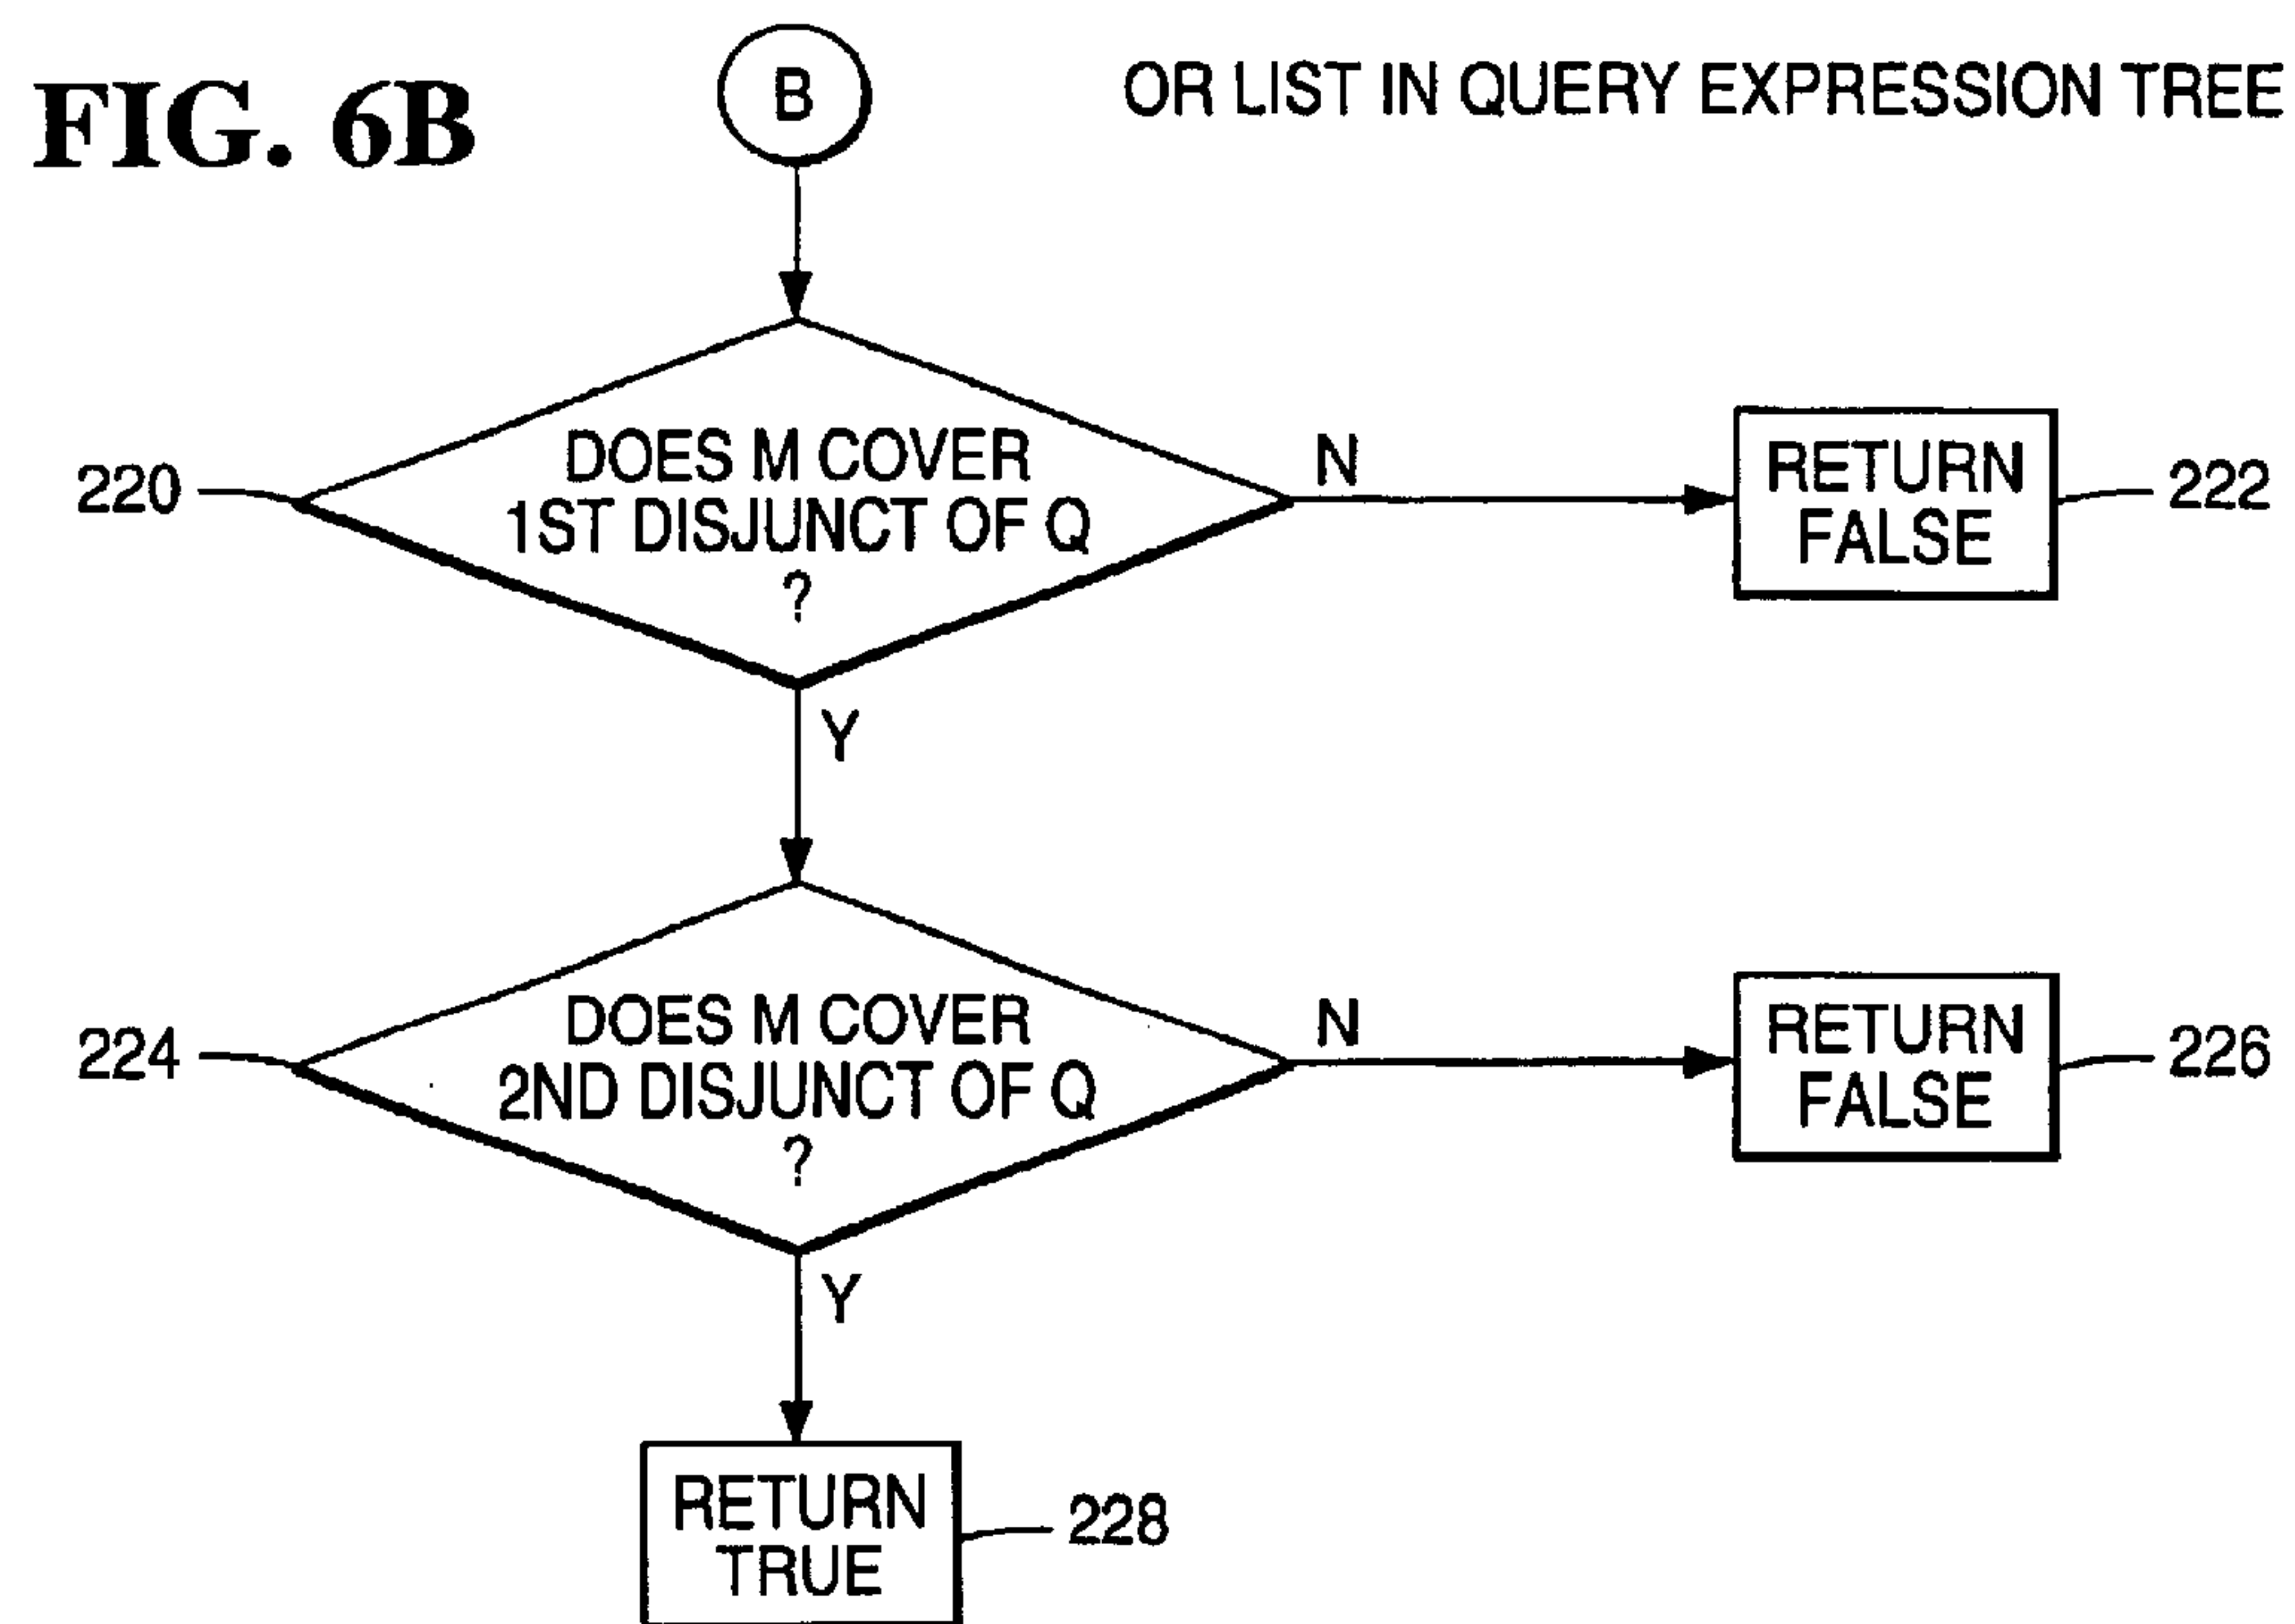 FIG. 6B
B
OR LIST IN QUERY EXPRESSION TREE
220
DOES M COVER
1ST DISJUNCT OF Q
?
N
RETURN
FALSE
222
Y
224
DOES M COVER
2ND DISJUNCT OF Q
?
N
RETURN
FALSE
226
Y
RETURN
TRUE
228